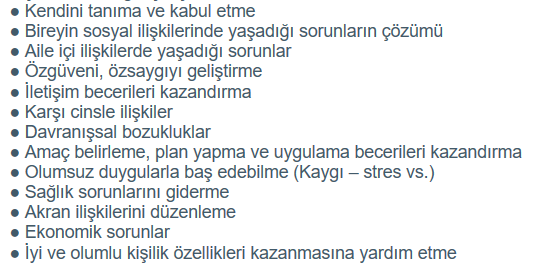 ● Kendini tanıma ve kabul etme
● Bireyin sosyal ilişkilerinde yaşadığı sorunların çözümü
● Aile içi ilişkilerde yaşadığı sorunlar
● Özgüveni, özsaygıyı geliştirme
● İletişim becerileri kazandırma
● Karşı cinsle ilişkiler
● Davranışsal bozukluklar
● Amaç belirleme, plan yapma ve uygulama becerileri kazandırma
● Olumsuz duygularla baş edebilme (Kaygı – stres vs.)
● Sağlık sorunlarını giderme
● Akran ilişkilerini düzenleme
● Ekonomik sorunlar
● İyi ve olumlu kişilik özellikleri kazanmasına yardım etme